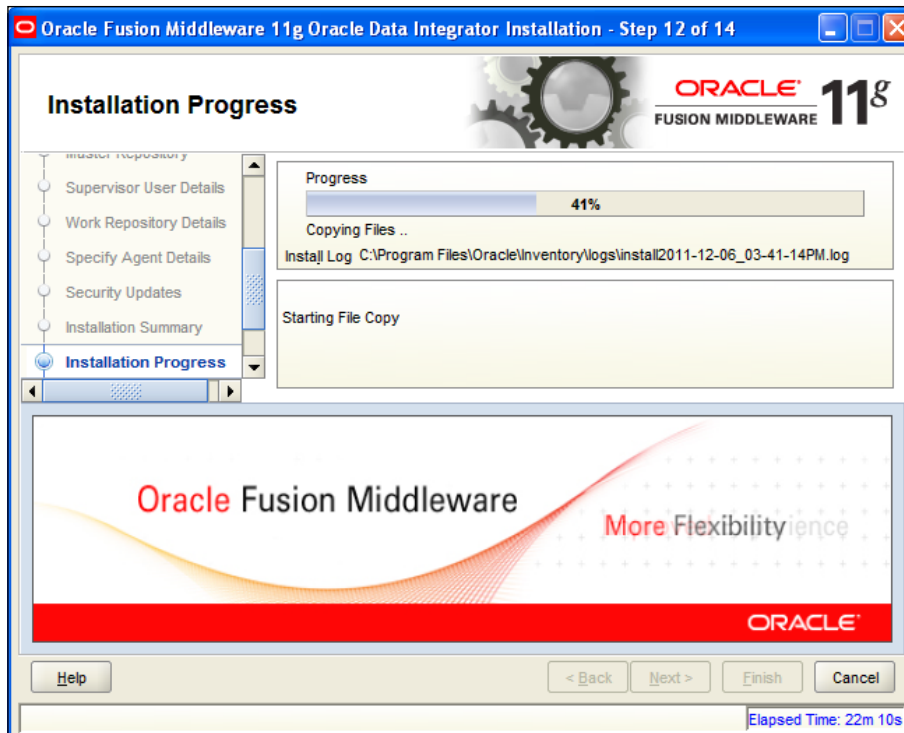 Oracle Fusion Middleware 11g Oracle Data Integrator Installation - Step 12 of 14
Installation Progress
ORACLE
FUSION MIDDLEWARE 11g
Master Repository
Supervisor User Details
Work Repository Details
Specify Agent Details
Security Updates
Installation Summary
Installation Progress
Progress
41%
Copying Files ..
Install Log C:\Program Files\Oracle\Inventory\logs\install2011-12-06_03-41-14PM.log
Starting File Copy
Oracle Fusion Middleware
More Flexibility
ORACLE
Help
< Back
Next >
Finish
Cancel
Elapsed Time: 22m 10s